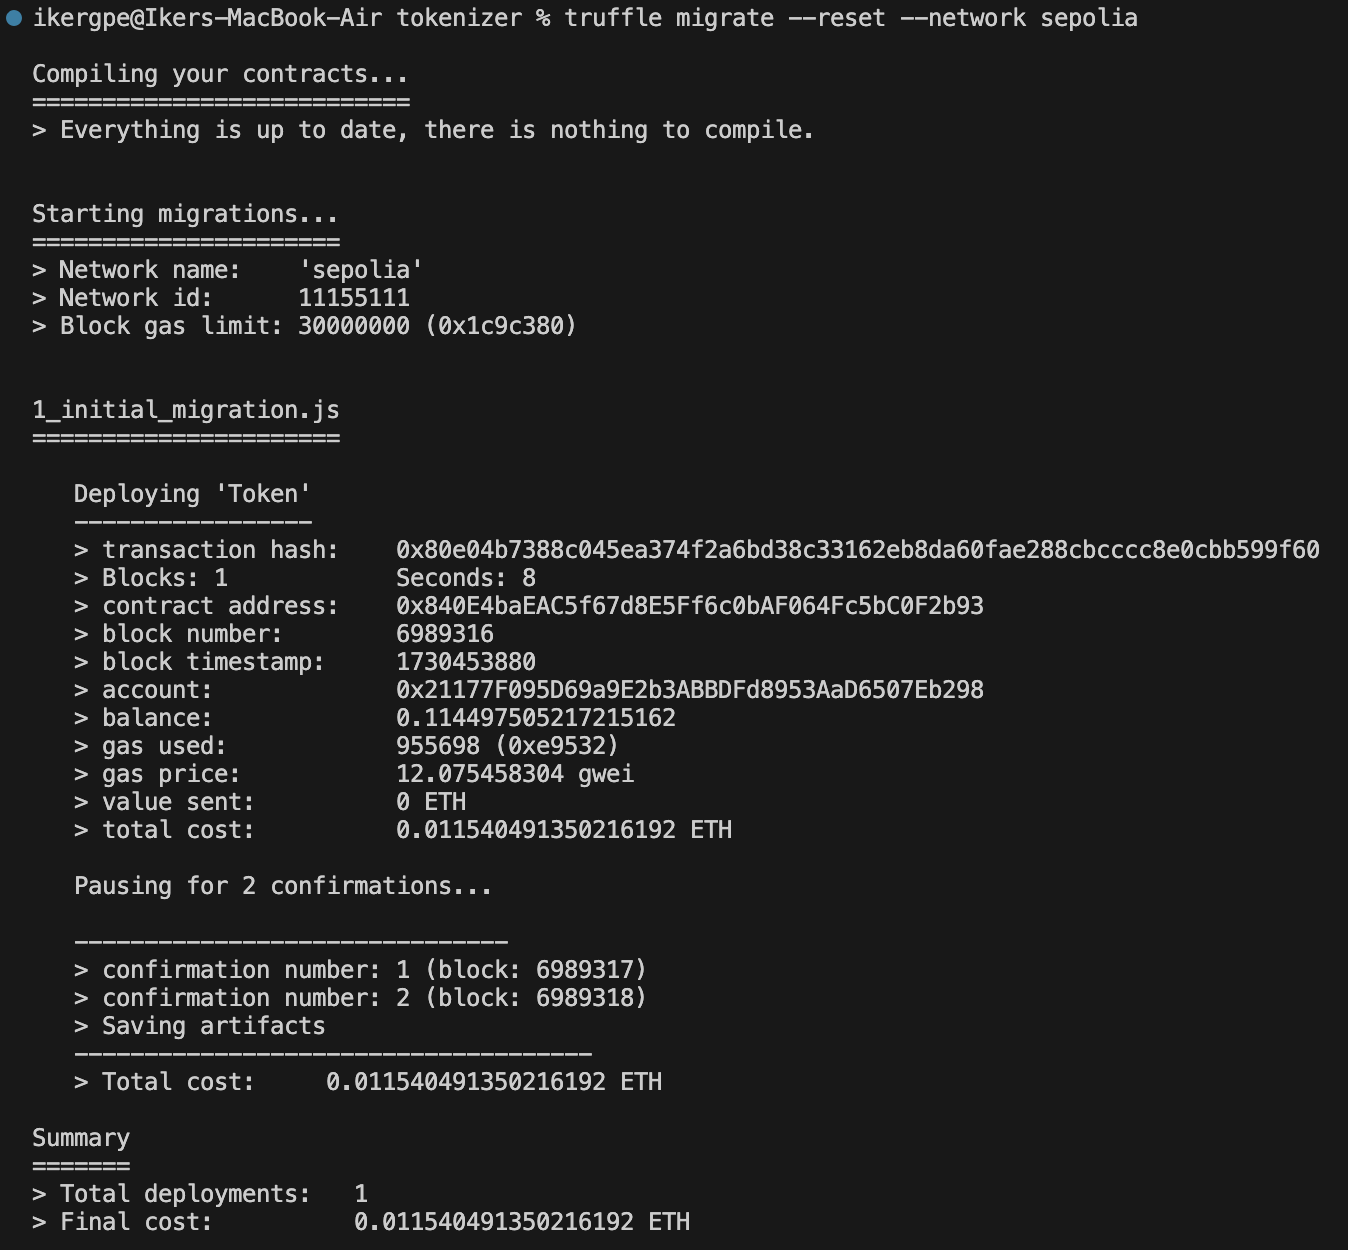 ikergpe@Ikers-MacBook-Air tokenizer % truffle migrate --reset --network sepolia
Compiling your contracts...
===========================
> Everything is up to date, there is nothing to compile.
Starting migrations...
======================
> Network name:    'sepolia'
> Network id:      11155111
> Block gas limit: 30000000 (0x1c9c380)
1_initial_migration.js
======================
Deploying 'Token'
-----------------
> transaction hash:    0x80e04b7388c045ea374f2a6bd38c33162eb8da60fae288cbcccc8e0cbb599f60
> Blocks: 1            Seconds: 8
> contract address:    0x840E4baEAC5f67d8E5Ff6c0bAF064Fc5bC0F2b93
> block number:        6989316
> block timestamp:     1730453880
> account:             0x21177F095D69a9E2b3ABBDFd8953AaD6507Eb298
> balance:             0.114497505217215162
> gas used:            955698 (0xe9532)
> gas price:           12.075458304 gwei
> value sent:          0 ETH
> total cost:          0.011540491350216192 ETH
Pausing for 2 confirmations...
-------------------------------
> confirmation number: 1 (block: 6989317)
> confirmation number: 2 (block: 6989318)
> Saving artifacts
-------------------------------------
> Total cost:     0.011540491350216192 ETH
Summary
=======
> Total deployments:   1
> Final cost:          0.011540491350216192 ETH